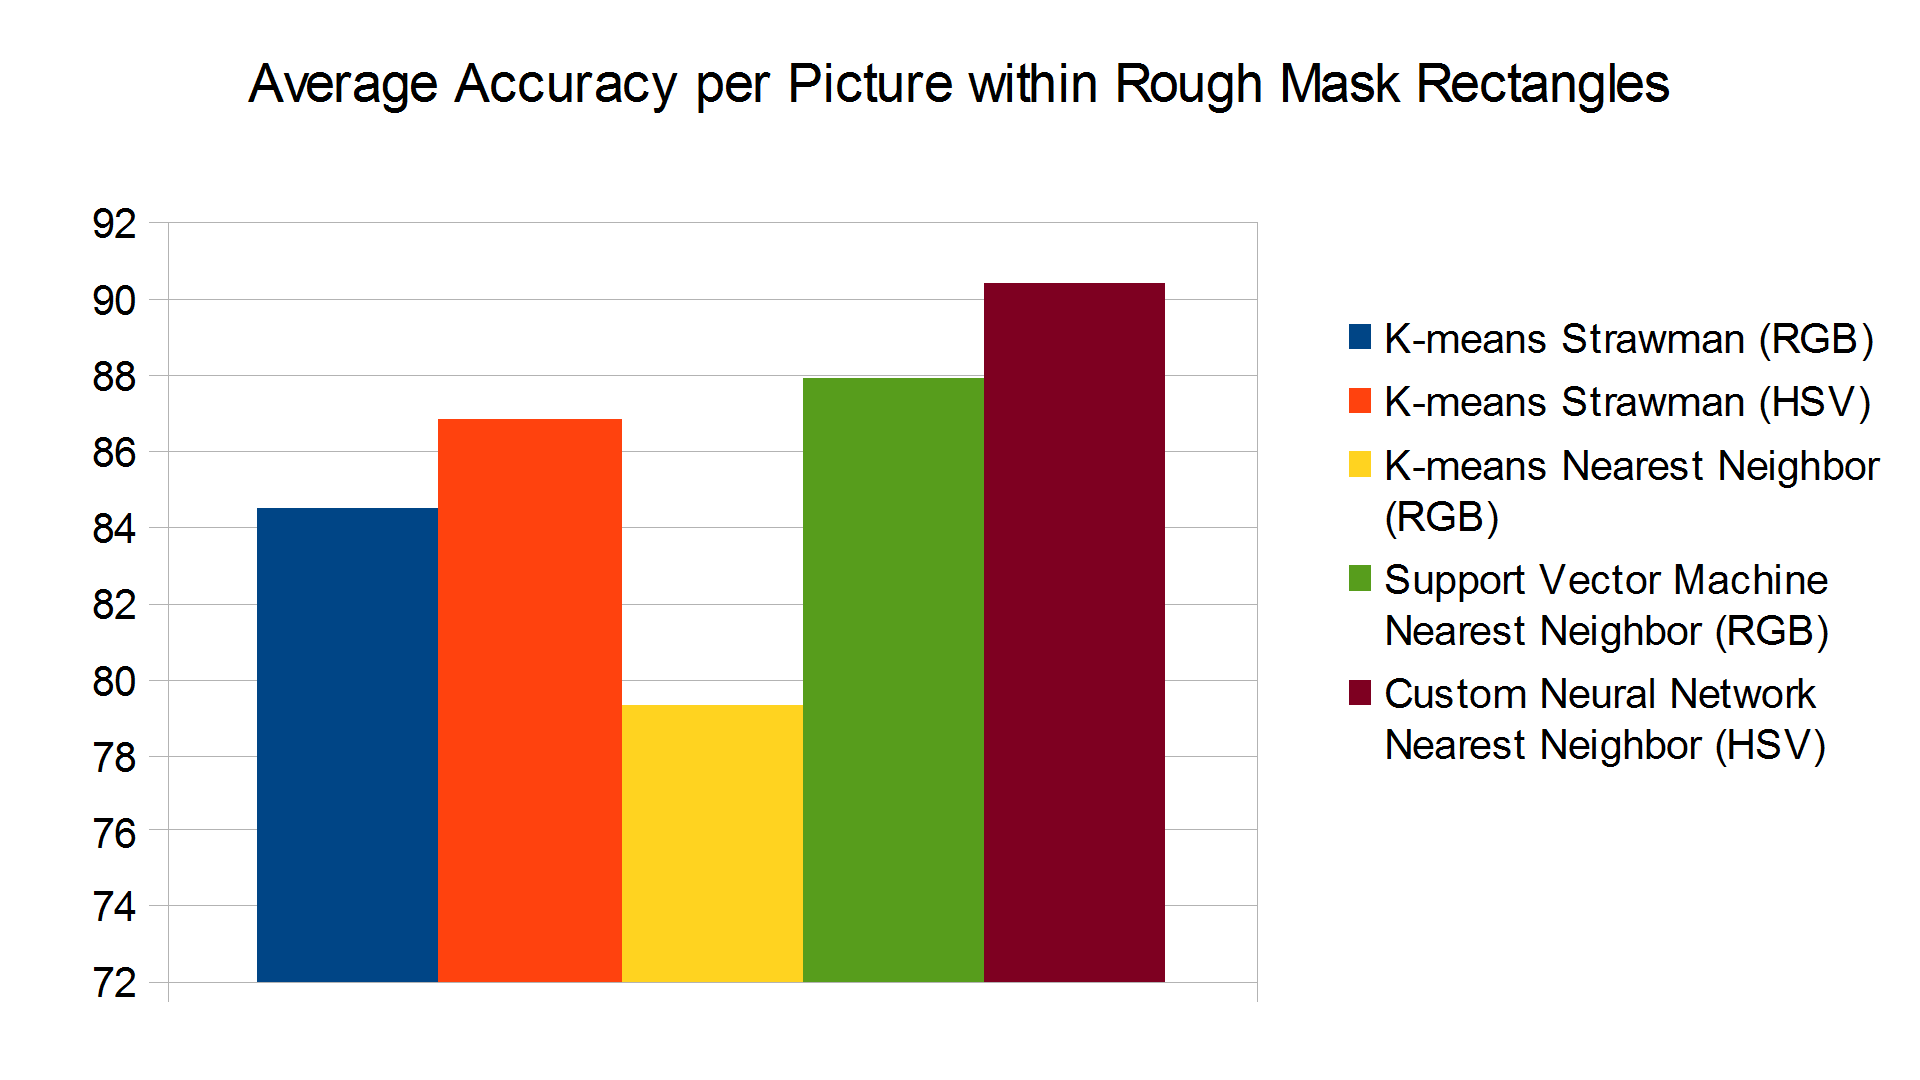 Average Accuracy per Picture within Rough Mask Rectangles
92
90
88
86
84
82
80
78
76
74
72
K-means Strawman (RGB)
K-means Strawman (HSV)
K-means Nearest Neighbor
(RGB)
Support Vector Machine
Nearest Neighbor (RGB)
Custom Neural Network
Nearest Neighbor (HSV)